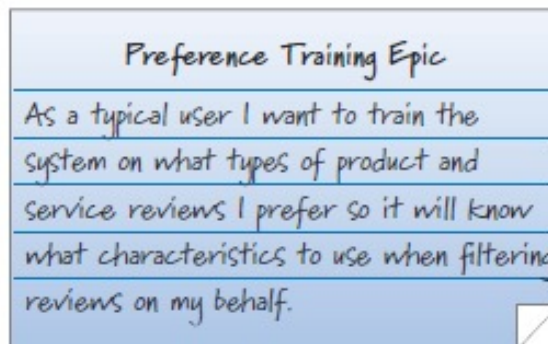 Preference Training Epic
As a typical user I want to train the
system on what types of product and
service reviews I prefer so it will know
what characteristics to use when filtering
reviews on my behalf.